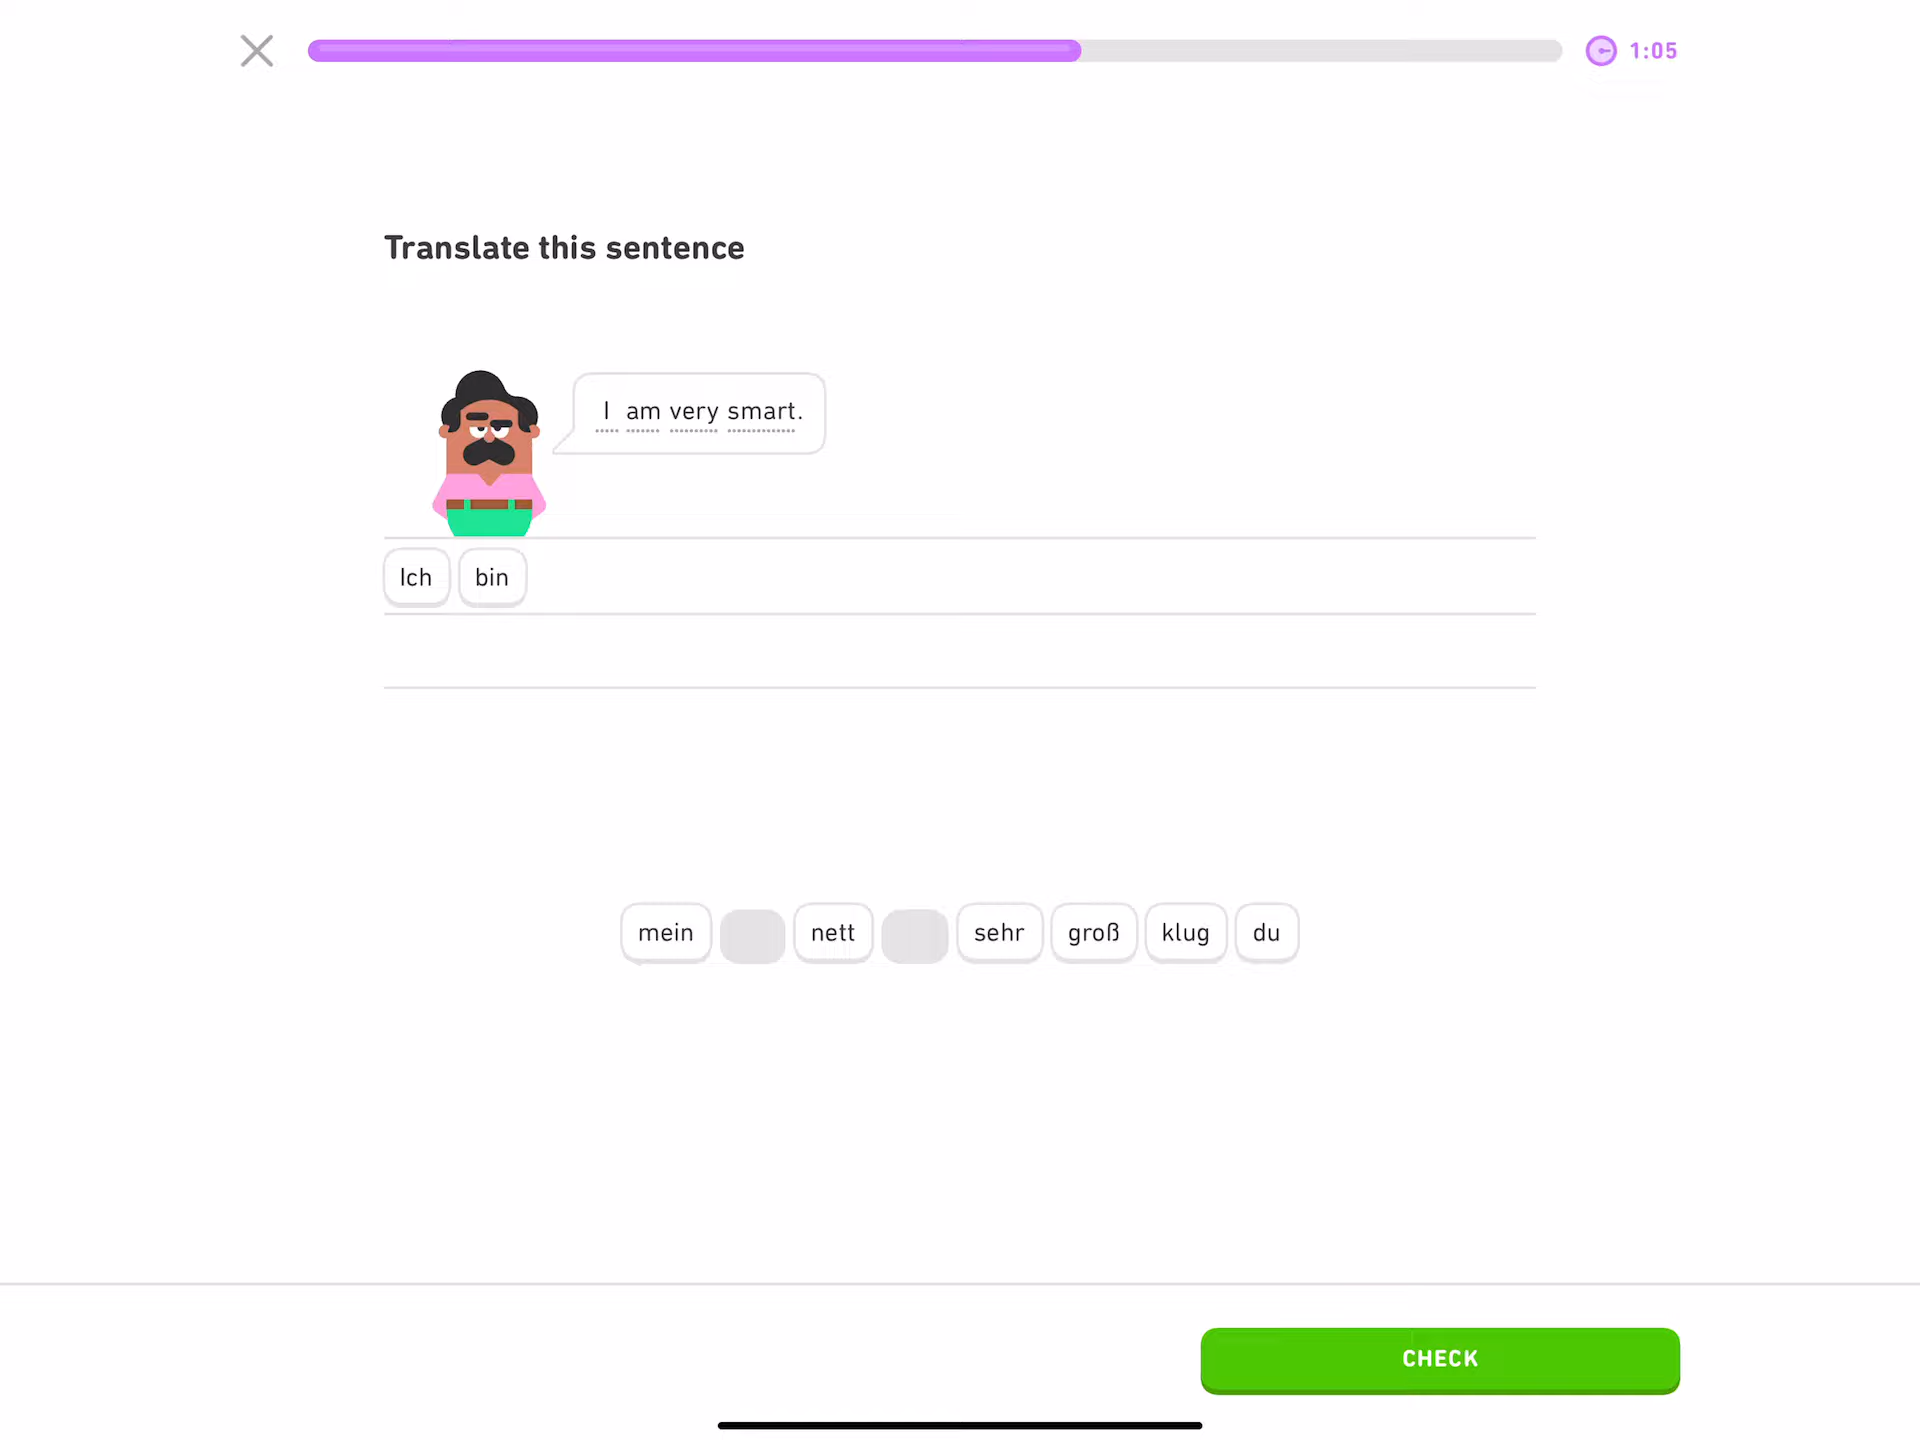 1:05
Translate this sentence
I am very smart.
Ich bin
mein nett sehr groß klug du
CHECK